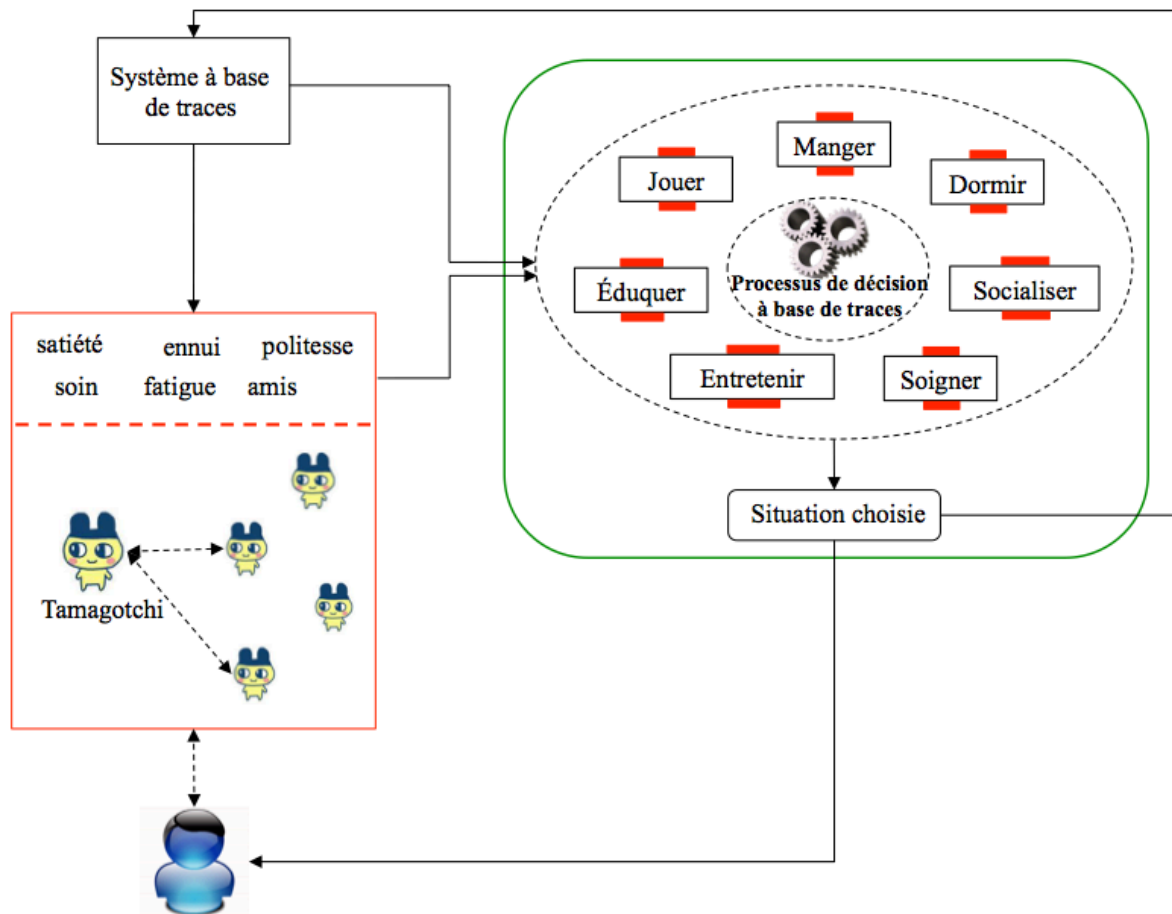 Système à base
de traces
satiété ennui politesse
soin fatigue amis
Tamagotchi
Manger
Jouer
Dormir
Éduquer
Processus de décision
à base de traces
Socialiser
Entretenir
Soigner
Situation choisie